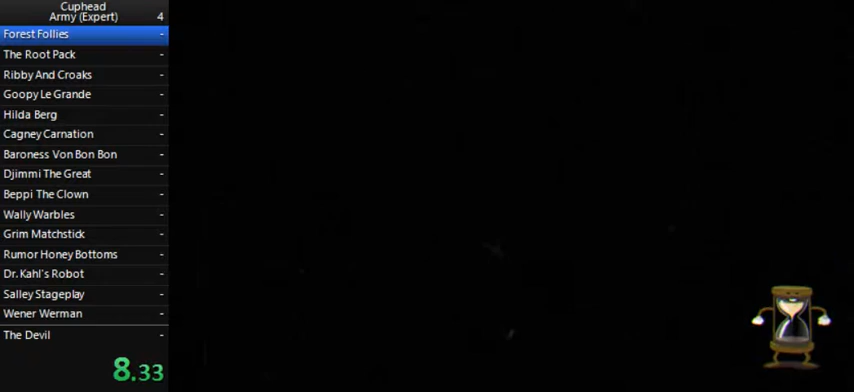 Cuphead
Army (Expert) 4
Forest Follies -
The Root Pack -
Ribby And Croaks -
Goopy Le Grande -
Hilda Berg -
Cagney Carnation -
Baroness Von Bon Bon -
Djimmi The Great -
Beppi The Clown -
Wally Warbles -
Grim Matchstick -
Rumor Honey Bottoms -
Dr. Kahl's Robot -
Salley Stageplay -
Wener Werman -
The Devil -
8.33